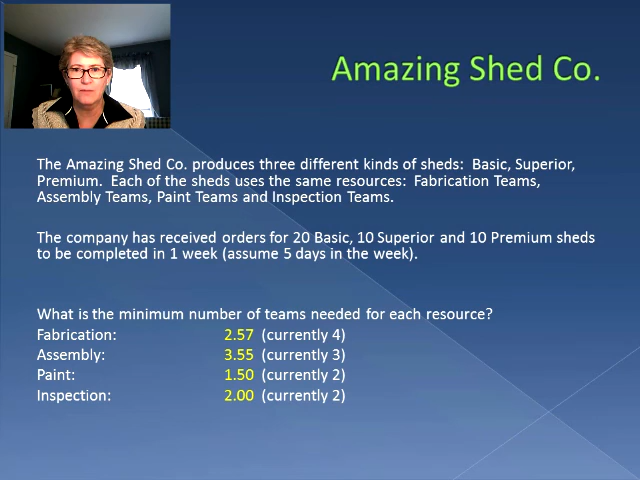 Amazing Shed Co.
The Amazing Shed Co. produces three different kinds of sheds: Basic, Superior,
Premium. Each of the sheds uses the same resources: Fabrication Teams,
Assembly Teams, Paint Teams and Inspection Teams.
The company has received orders for 20 Basic, 10 Superior and 10 Premium sheds
to be completed in 1 week (assume 5 days in the week).
What is the minimum number of teams needed for each resource?
Fabrication: 2.57 (currently 4)
Assembly: 3.55 (currently 3)
Paint: 1.50 (currently 2)
Inspection: 2.00 (currently 2)